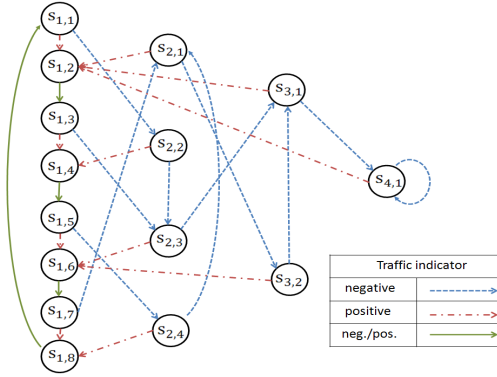 s1,1
s1,2
s1,3
s1,4
s1,5
s1,6
s1,7
s1,8
s2,1
s2,2
s2,3
s2,4
s3,1
s3,2
s4,1
Traffic indicator
negative
positive
neg./pos.